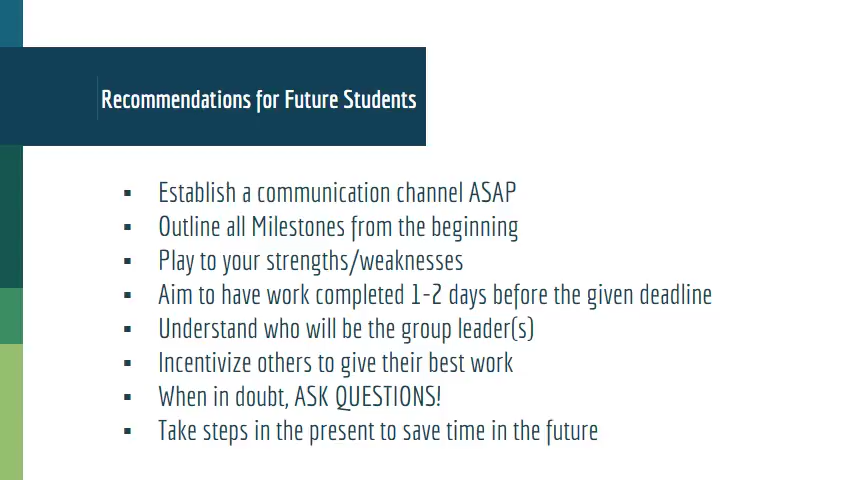 Recommendations for Future Students
▪ Establish a communication channel ASAP
▪ Outline all Milestones from the beginning
▪ Play to your strengths/weaknesses
▪ Aim to have work completed 1-2 days before the given deadline
▪ Understand who will be the group leader(s)
▪ Incentivize others to give their best work
▪ When in doubt, ASK QUESTIONS!
▪ Take steps in the present to save time in the future